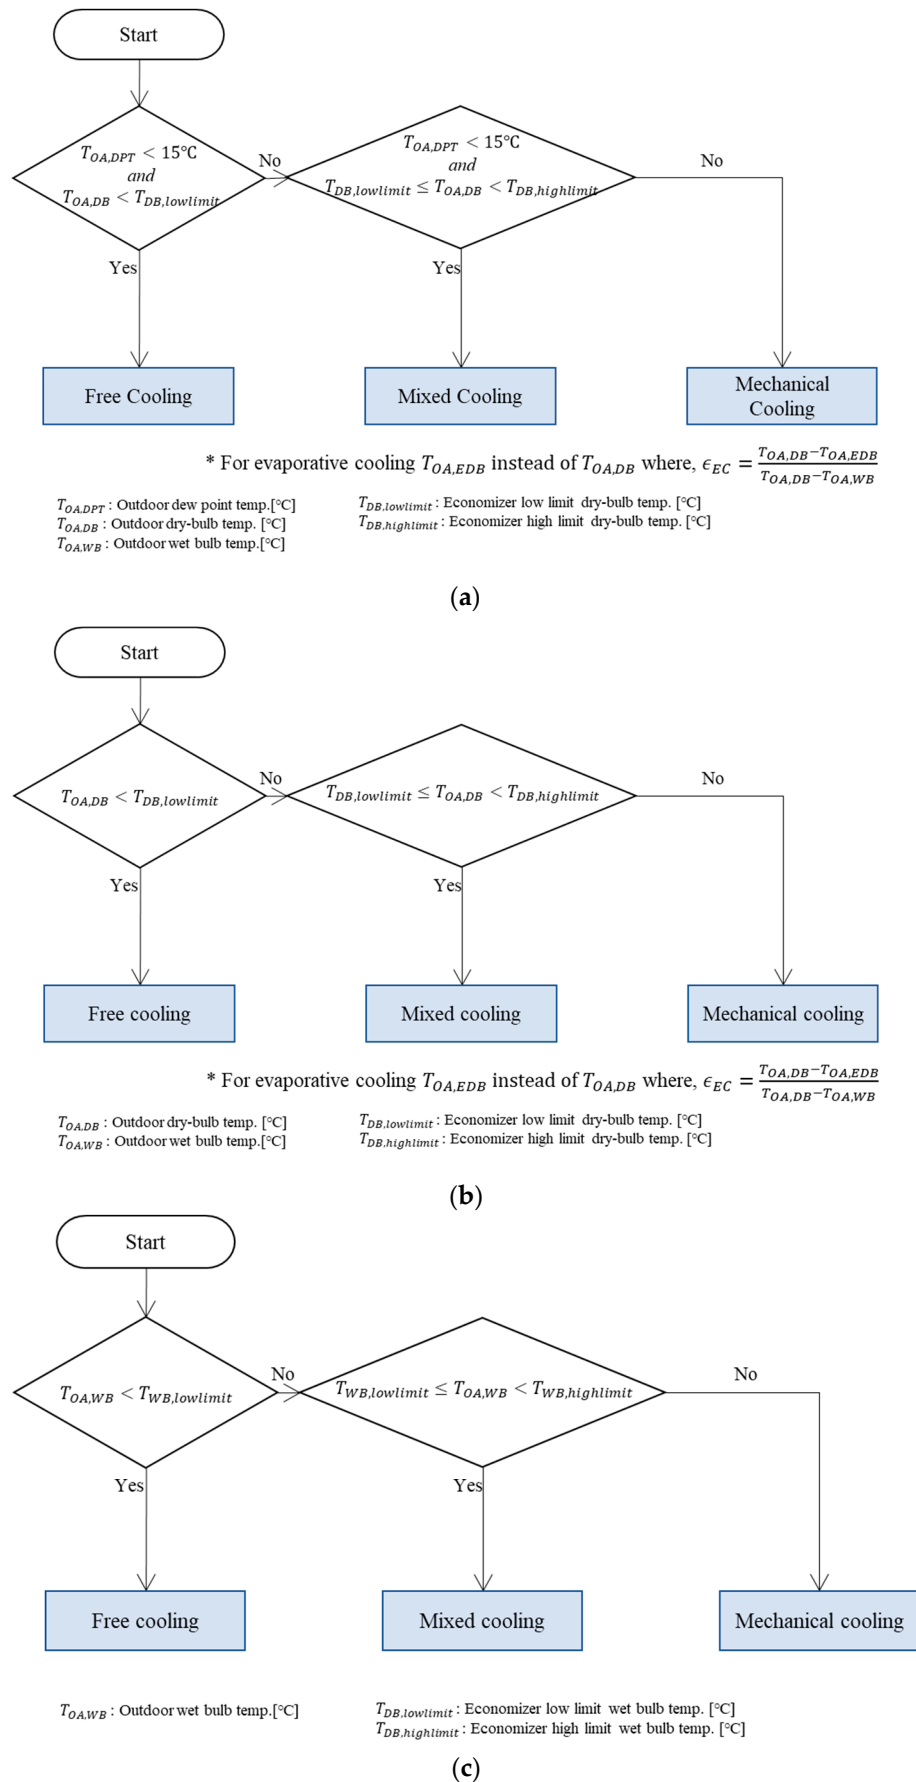 Start
T_{OA,DPT} < 15℃
and
T_{OA,DB} < T_{DB,lowlimit}
No
T_{OA,DPT} < 15℃
and
T_{DB,lowlimit} ≤ T_{OA,DB} < T_{DB,highlimit}
No
Yes
Yes
Free Cooling
Mixed Cooling
Mechanical
Cooling
* For evaporative cooling T_{OA,EDB} instead of T_{OA,DB} where, ϵ_{EC} = \frac{T_{OA,DB}−T_{OA,EDB}}{T_{OA,DB}−T_{OA,WB}}
T_{OA,DPT} : Outdoor dew point temp.[℃]
T_{OA,DB} : Outdoor dry-bulb temp. [℃]
T_{OA,WB} : Outdoor wet bulb temp.[℃]
T_{DB,lowlimit} : Economizer low limit dry-bulb temp. [℃]
T_{DB,highlimit} : Economizer high limit dry-bulb temp. [℃]
(a)
Start
T_{OA,DB} < T_{DB,lowlimit}
No
T_{DB,lowlimit} ≤ T_{OA,DB} < T_{DB,highlimit}
No
Yes
Yes
Free cooling
Mixed cooling
Mechanical cooling
* For evaporative cooling T_{OA,EDB} instead of T_{OA,DB} where, ϵ_{EC} = \frac{T_{OA,DB}−T_{OA,EDB}}{T_{OA,DB}−T_{OA,WB}}
T_{OA,DB} : Outdoor dry-bulb temp. [℃]
T_{OA,WB} : Outdoor wet bulb temp.[℃]
T_{DB,lowlimit} : Economizer low limit dry-bulb temp. [℃]
T_{DB,highlimit} : Economizer high limit dry-bulb temp. [℃]
(b)
Start
T_{OA,WB} < T_{WB,lowlimit}
No
T_{WB,lowlimit} ≤ T_{OA,WB} < T_{WB,highlimit}
No
Yes
Yes
Free cooling
Mixed cooling
Mechanical cooling
T_{OA,WB} : Outdoor wet bulb temp.[℃]
T_{DB,lowlimit} : Economizer low limit wet bulb temp. [℃]
T_{DB,highlimit} : Economizer high limit wet bulb temp. [℃]
(c)